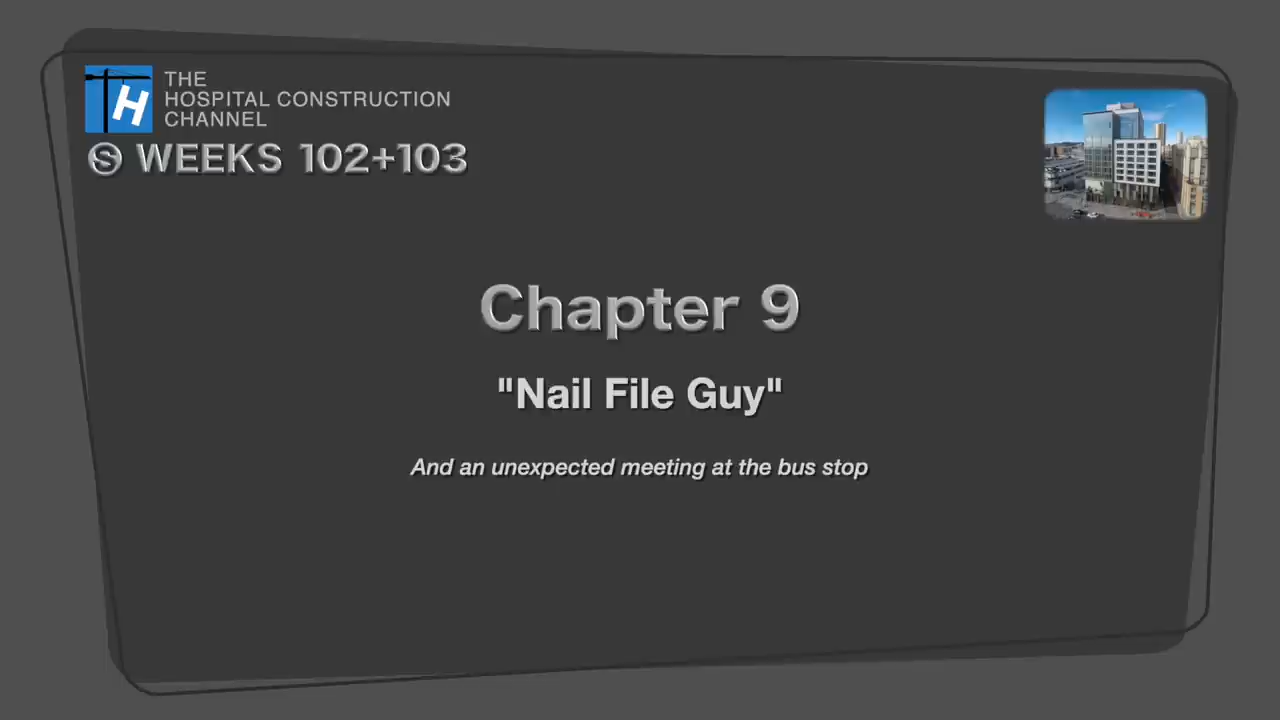 THE
HOSPITAL CONSTRUCTION
CHANNEL
H
S WEEKS 102+103
Chapter 9
"Nail File Guy"
And an unexpected meeting at the bus stop